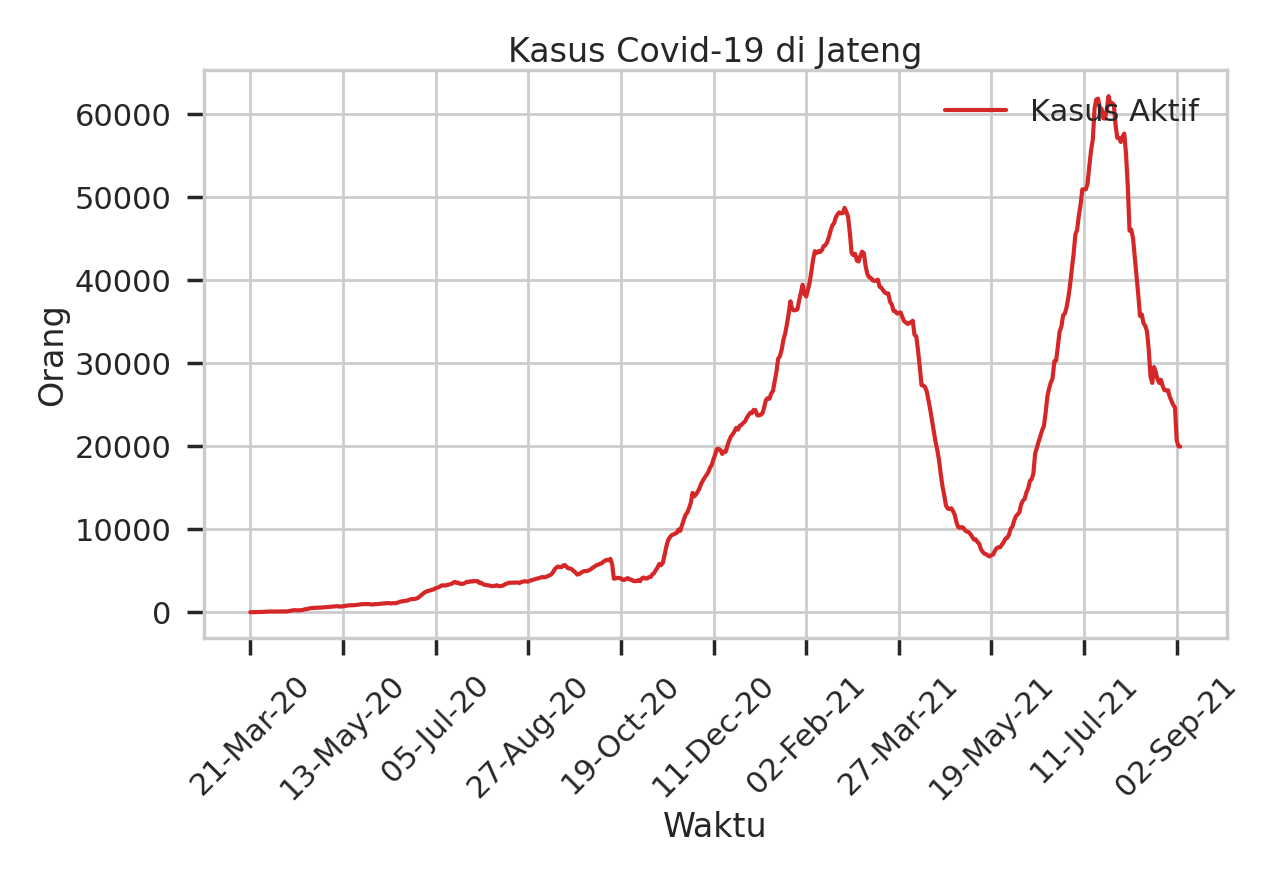 Kasus Covid-19 di Jateng
Kasus Aktif
60000
50000
40000
30000
20000
10000
0
Orang
21-Mar-20
13-May-20
05-Jul-20
27-Aug-20
19-Oct-20
11-Dec-20
02-Feb-21
27-Mar-21
19-May-21
11-Jul-21
02-Sep-21
Waktu